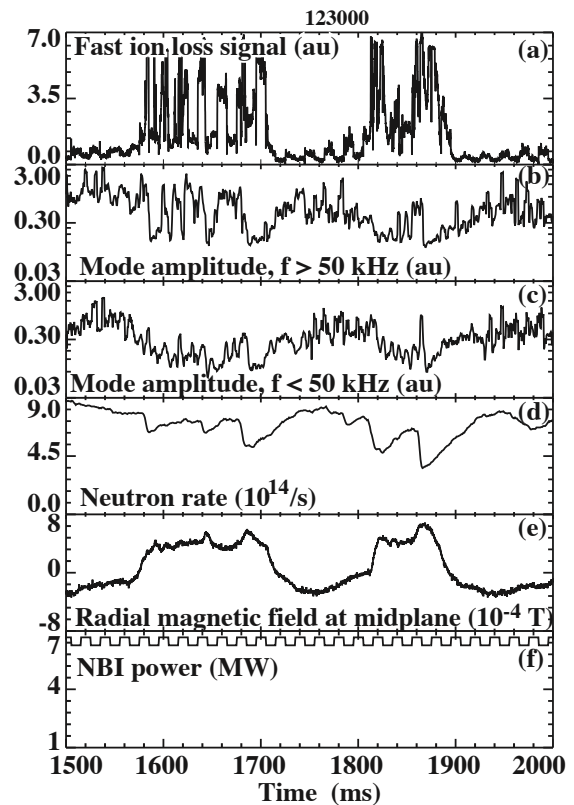 123000
7.0
Fast ion loss signal (au)
(a)
3.5
0.0
3.00
(b)
0.30
0.03
Mode amplitude, f > 50 kHz (au)
3.00
(c)
0.30
0.03
Mode amplitude, f < 50 kHz (au)
9.0
(d)
4.5
0.0
Neutron rate (10^14/s)
8
(e)
0
-8
Radial magnetic field at midplane (10^-4 T)
7
NBI power (MW)
(f)
4
1
1500 1600 1700 1800 1900 2000
Time (ms)